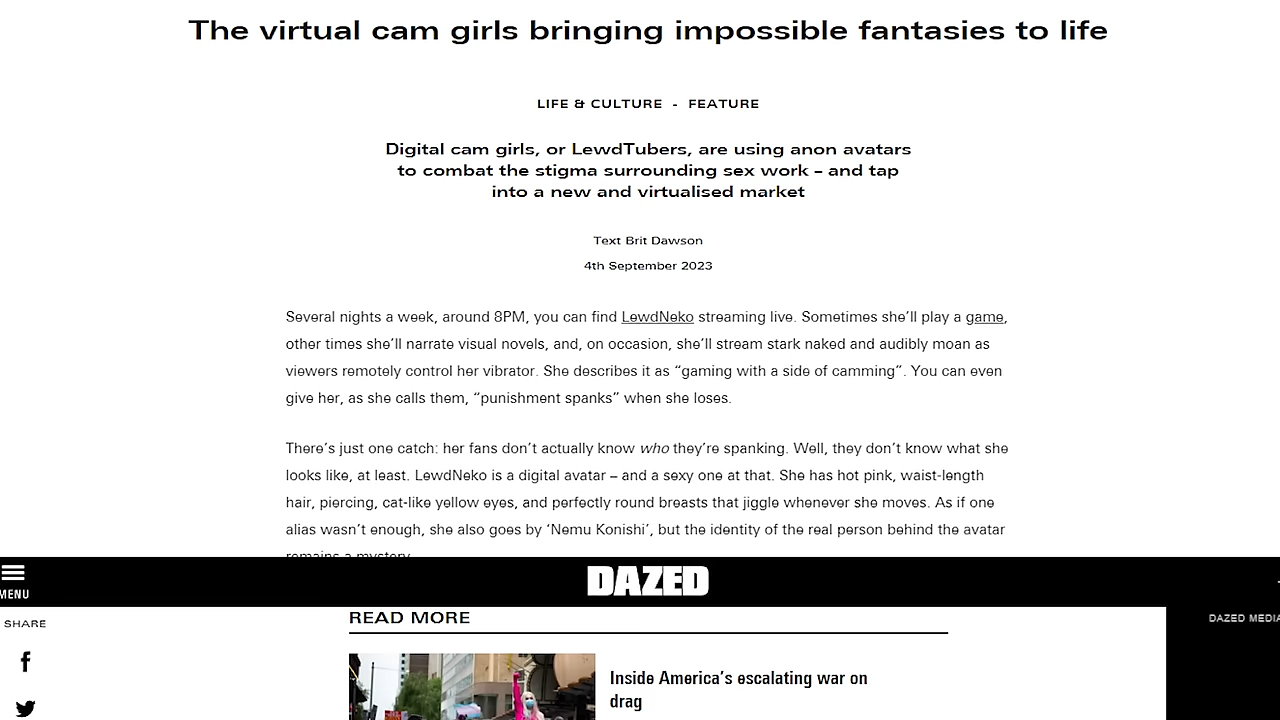 The virtual cam girls bringing impossible fantasies to life
LIFE & CULTURE - FEATURE
Digital cam girls, or LewdTubers, are using anon avatars
to combat the stigma surrounding sex work – and tap
into a new and virtualised market
Text Brit Dawson
4th September 2023
Several nights a week, around 8PM, you can find LewdNeko streaming live. Sometimes she’ll play a game,
other times she’ll narrate visual novels, and, on occasion, she’ll stream stark naked and audibly moan as
viewers remotely control her vibrator. She describes it as “gaming with a side of camming”. You can even
give her, as she calls them, “punishment spanks” when she loses.
There’s just one catch: her fans don’t actually know who they’re spanking. Well, they don’t know what she
looks like, at least. LewdNeko is a digital avatar – and a sexy one at that. She has hot pink, waist-length
hair, piercing, cat-like yellow eyes, and perfectly round breasts that jiggle whenever she moves. As if one
alias wasn’t enough, she also goes by ‘Nemu Konishi’, but the identity of the real person behind the avatar
remains a mystery.
MENU
DAZED
SHARE
READ MORE
DAZED MEDIA
Inside America’s escalating war on
drag